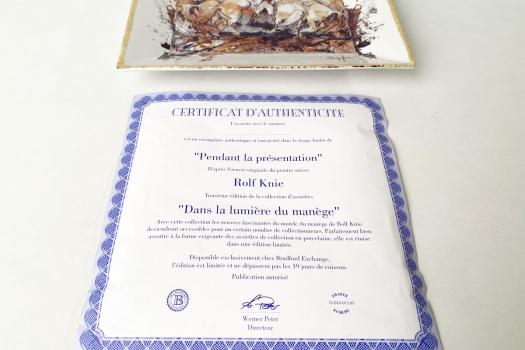 CERTIFICAT D'AUTHENTICITE
L'assiette avec le numéro
est un exemplaire authentique et enregistré dans le tirage limité de
"Pendant la présentation"
D'après l'oeuvre originale du peintre suisse
Rolf Knie
Troisième édition de la collection d'assiettes
"Dans la lumière du manège"
Avec cette collection les oeuvres fascinantes du monde du manège de Rolf Knie
deviendront accessibles pour un certain nombre de collectionneurs. Parfaitement bien
assortie à la forme exigeante des assiettes de collection en porcelaine, elle est émise
dans une édition limitée.
Disponible exclusivement chez Bradford Exchange,
l'édition est limitée et ne dépassera pas les 19 jours de cuisson.
Publication autorisé
B
Werner Peter
Directeur